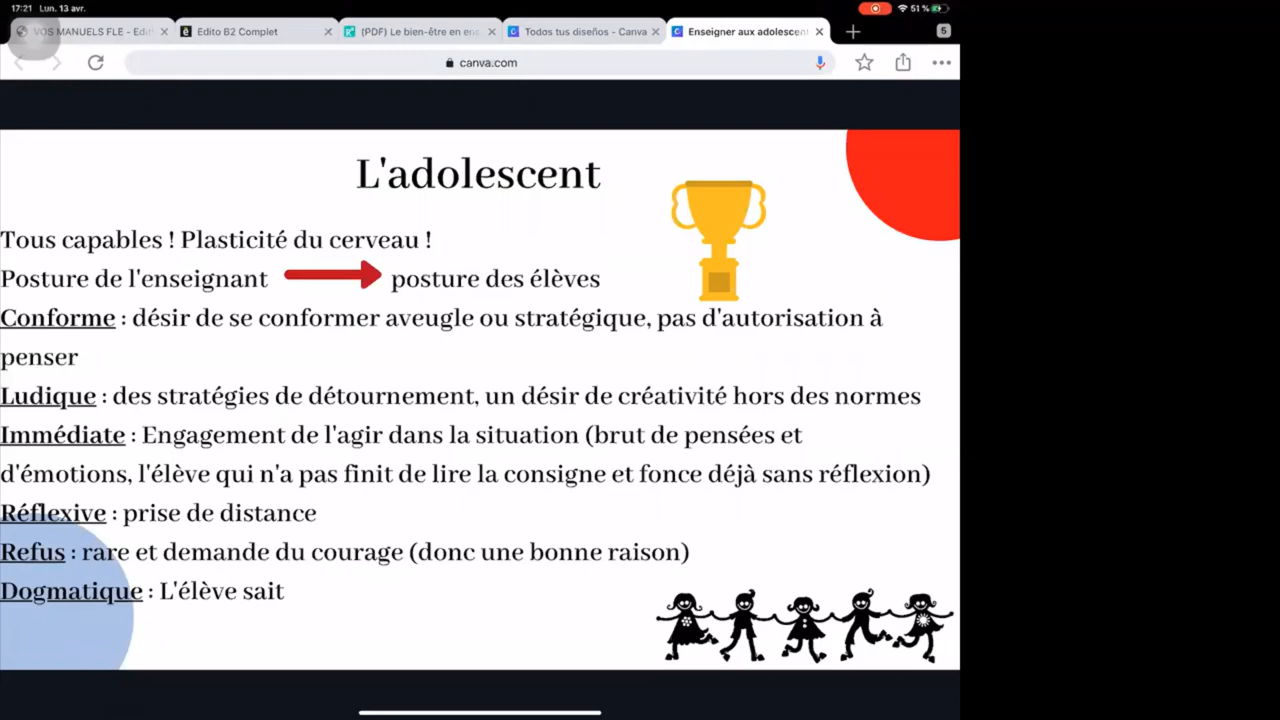 17:21 Lun. 13 avr.
51 %
VOS MANUELS FLE - Edi
Edito B2 Complet
(PDF) Le bien-être en en
Todos tus diseños - Canva
Enseigner aux adolescent
5
canva.com
L'adolescent
Tous capables ! Plasticité du cerveau !
Posture de l'enseignant posture des élèves
Conforme : désir de se conformer aveugle ou stratégique, pas d'autorisation à
penser
Ludique : des stratégies de détournement, un désir de créativité hors des normes
Immédiate : Engagement de l'agir dans la situation (brut de pensées et
d'émotions, l'élève qui n'a pas finit de lire la consigne et fonce déjà sans réflexion)
Réflexive : prise de distance
Refus : rare et demande du courage (donc une bonne raison)
Dogmatique : L'élève sait